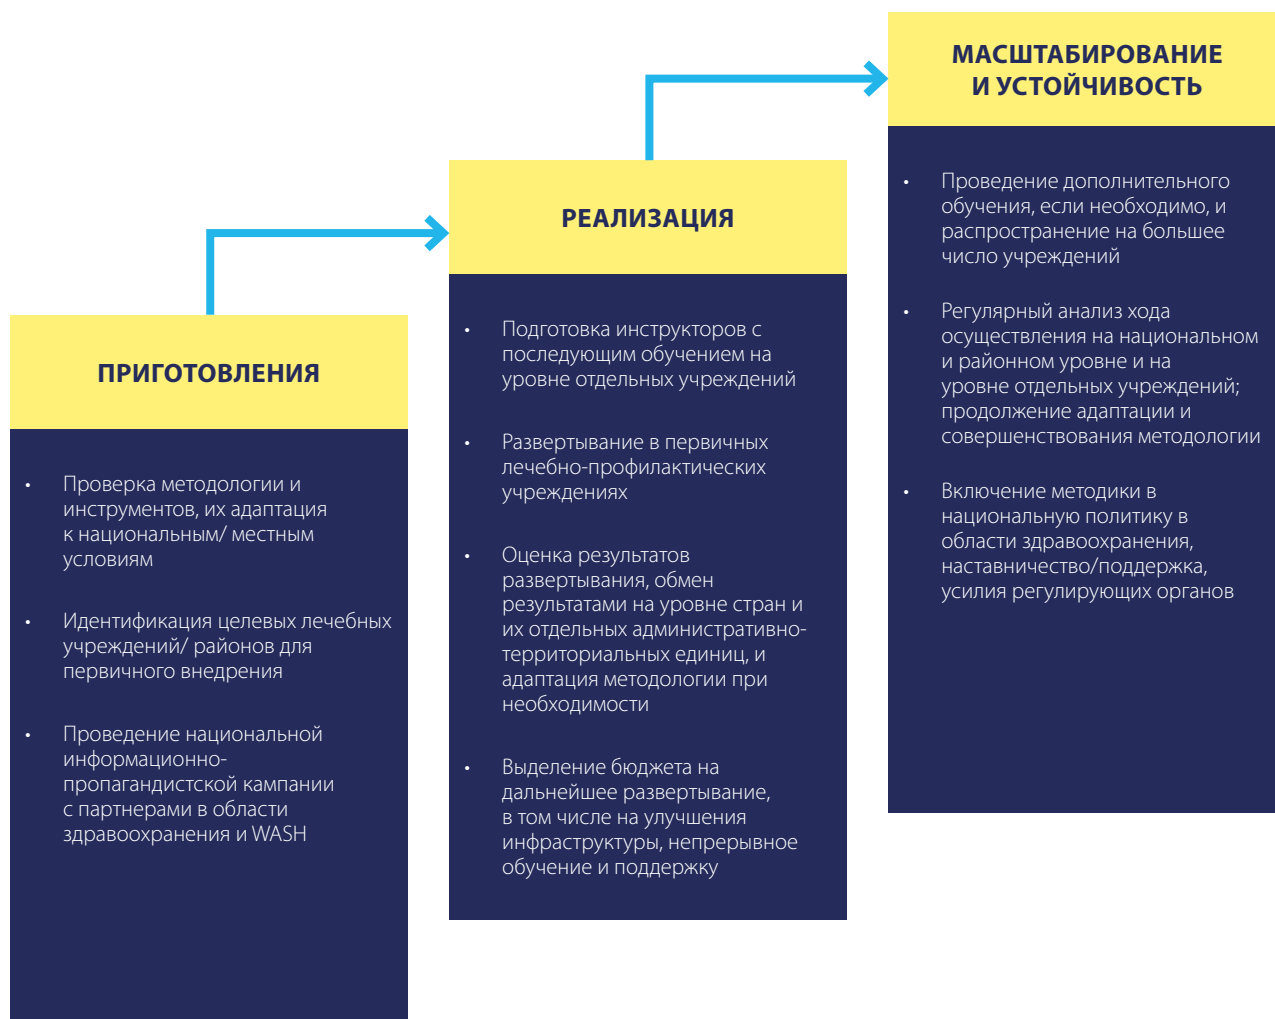 ПРИГОТОВЛЕНИЯ
• Проверка методологии и
инструментов, их адаптация
к национальным/ местным
условиям
• Идентификация целевых лечебных
учреждений/ районов для
первичного внедрения
• Проведение национальной
информационно-
пропагандистской кампании
с партнерами в области
здравоохранения и WASH
РЕАЛИЗАЦИЯ
• Подготовка инструкторов с
последующим обучением на
уровне отдельных учреждений
• Развертывание в первичных
лечебно-профилактических
учреждениях
• Оценка результатов
развертывания, обмен
результатами на уровне стран и
их отдельных административно-
территориальных единиц, и
адаптация методологии при
необходимости
• Выделение бюджета на
дальнейшее развертывание,
в том числе на улучшения
инфраструктуры, непрерывное
обучение и поддержку
МАСШТАБИРОВАНИЕ
И УСТОЙЧИВОСТЬ
• Проведение дополнительного
обучения, если необходимо, и
распространение на большее
число учреждений
• Регулярный анализ хода
осуществления на национальном
и районном уровне и на
уровне отдельных учреждений;
продолжение адаптации и
совершенствования методологии
• Включение методики в
национальную политику в
области здравоохранения,
наставничество/поддержка,
усилия регулирующих органов